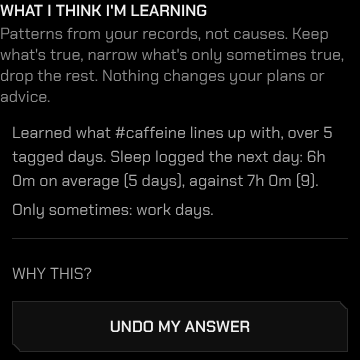 WHAT I THINK I'M LEARNING
Patterns from your records, not causes. Keep
what's true, narrow what's only sometimes true,
drop the rest. Nothing changes your plans or
advice.
Learned what #caffeine lines up with, over 5
tagged days. Sleep logged the next day: 6h
0m on average (5 days), against 7h 0m (9).
Only sometimes: work days.
WHY THIS?
UNDO MY ANSWER